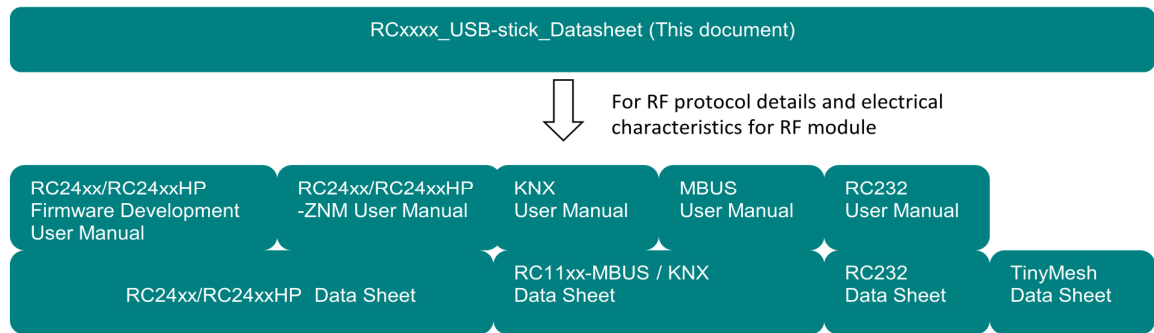 RCxxxx_USB-stick_Datasheet (This document)
For RF protocol details and electrical
characteristics for RF module
RC24xx/RC24xxHP
Firmware Development
User Manual
RC24xx/RC24xxHP
-ZNM User Manual
KNX
User Manual
MBUS
User Manual
RC232
User Manual
RC24xx/RC24xxHP Data Sheet
RC11xx-MBUS / KNX
Data Sheet
RC232
Data Sheet
TinyMesh
Data Sheet